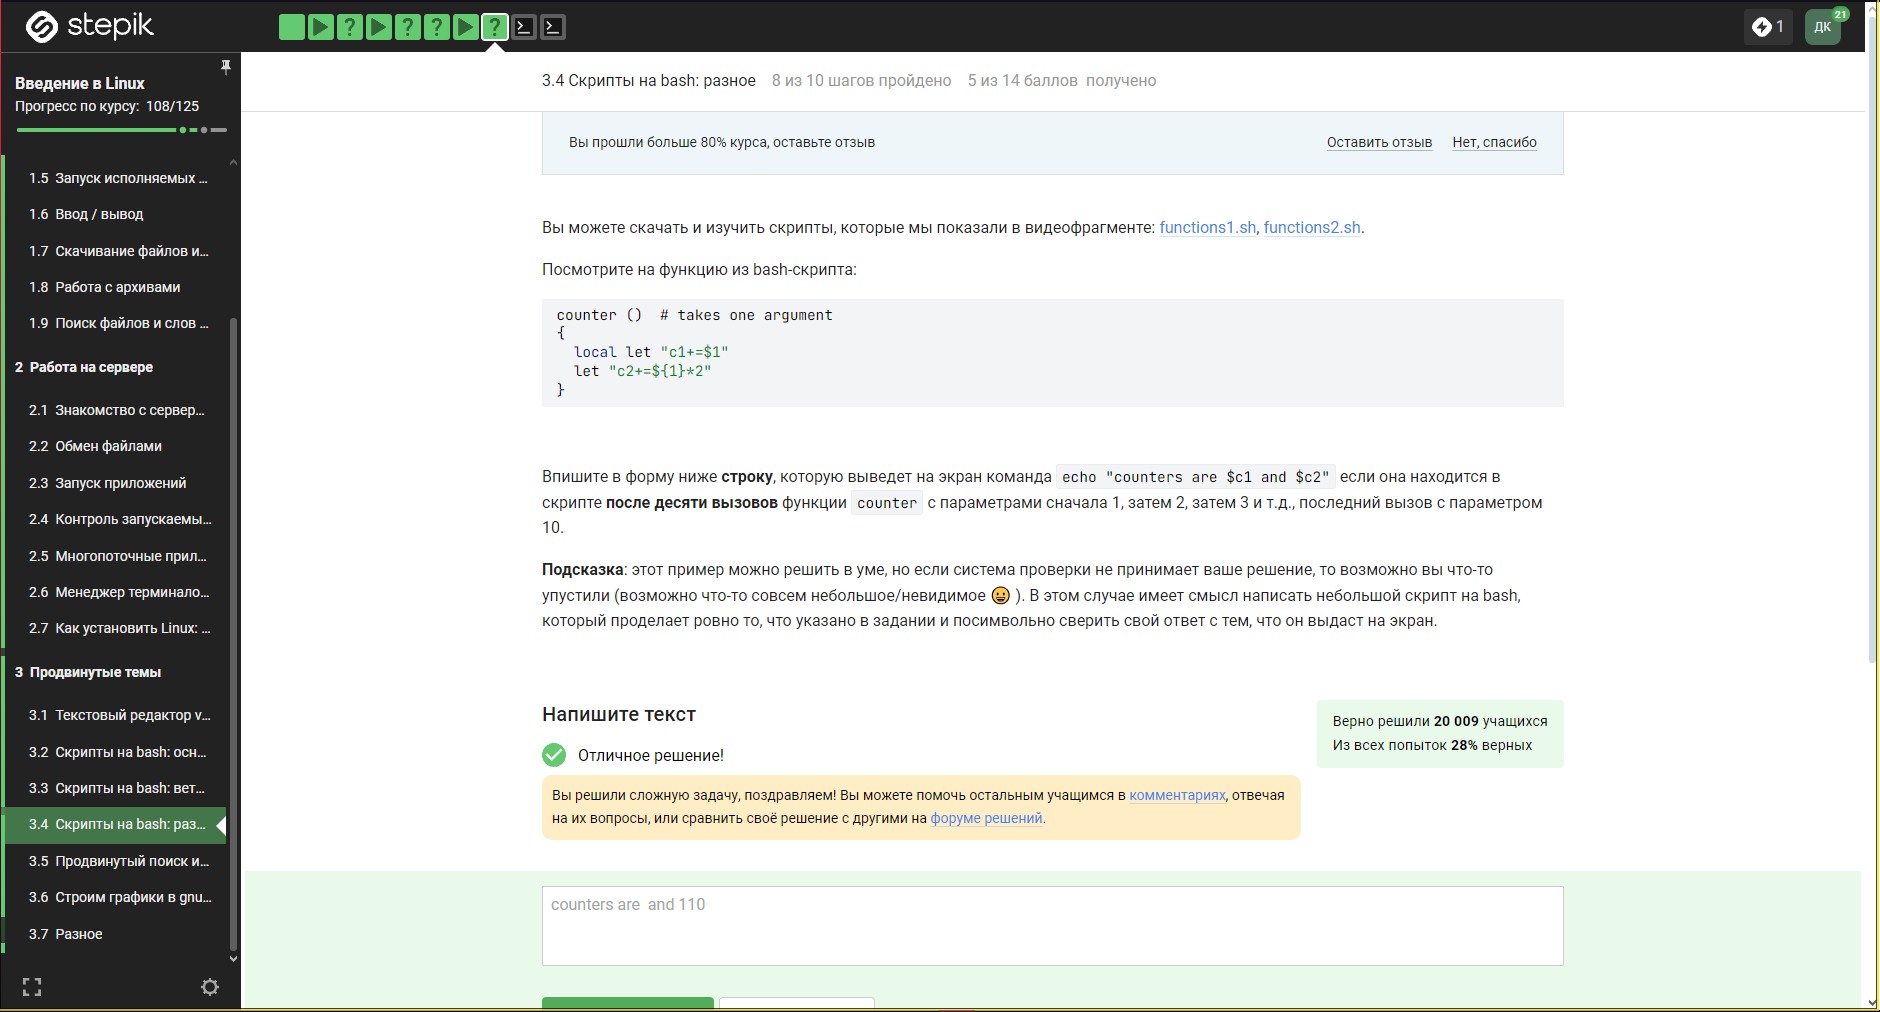 stepik
1
ДК
21
Введение в Linux
Прогресс по курсу: 108/125
1.5 Запуск исполняемых ...
1.6 Ввод / вывод
1.7 Скачивание файлов и...
1.8 Работа с архивами
1.9 Поиск файлов и слов ...
2 Работа на сервере
2.1 Знакомство с сервер...
2.2 Обмен файлами
2.3 Запуск приложений
2.4 Контроль запускаемы...
2.5 Многопоточные прил...
2.6 Менеджер терминало...
2.7 Как установить Linux: ...
3 Продвинутые темы
3.1 Текстовый редактор v...
3.2 Скрипты на bash: осн...
3.3 Скрипты на bash: вет...
3.4 Скрипты на bash: раз...
3.5 Продвинутый поиск и...
3.6 Строим графики в gnu...
3.7 Разное
3.4 Скрипты на bash: разное 8 из 10 шагов пройдено 5 из 14 баллов получено
Вы прошли больше 80% курса, оставьте отзыв Оставить отзыв Нет, спасибо
Вы можете скачать и изучить скрипты, которые мы показали в видеофрагменте: functions1.sh, functions2.sh.
Посмотрите на функцию из bash-скрипта:
counter () # takes one argument
{
local let "c1+=$1"
let "c2+=${1}*2"
}
Впишите в форму ниже строку, которую выведет на экран команда echo "counters are $c1 and $c2" если она находится в
скрипте после десяти вызовов функции counter с параметрами сначала 1, затем 2, затем 3 и т.д., последний вызов с параметром
10.
Подсказка: этот пример можно решить в уме, но если система проверки не принимает ваше решение, то возможно вы что-то
упустили (возможно что-то совсем небольшое/невидимое 😀 ). В этом случае имеет смысл написать небольшой скрипт на bash,
который проделает ровно то, что указано в задании и посимвольно сверить свой ответ с тем, что он выдаст на экран.
Напишите текст
Отличное решение!
Вы решили сложную задачу, поздравляем! Вы можете помочь остальным учащимся в комментариях, отвечая
на их вопросы, или сравнить своё решение с другими на форуме решений.
Верно решили 20 009 учащихся
Из всех попыток 28% верных
counters are  and 110